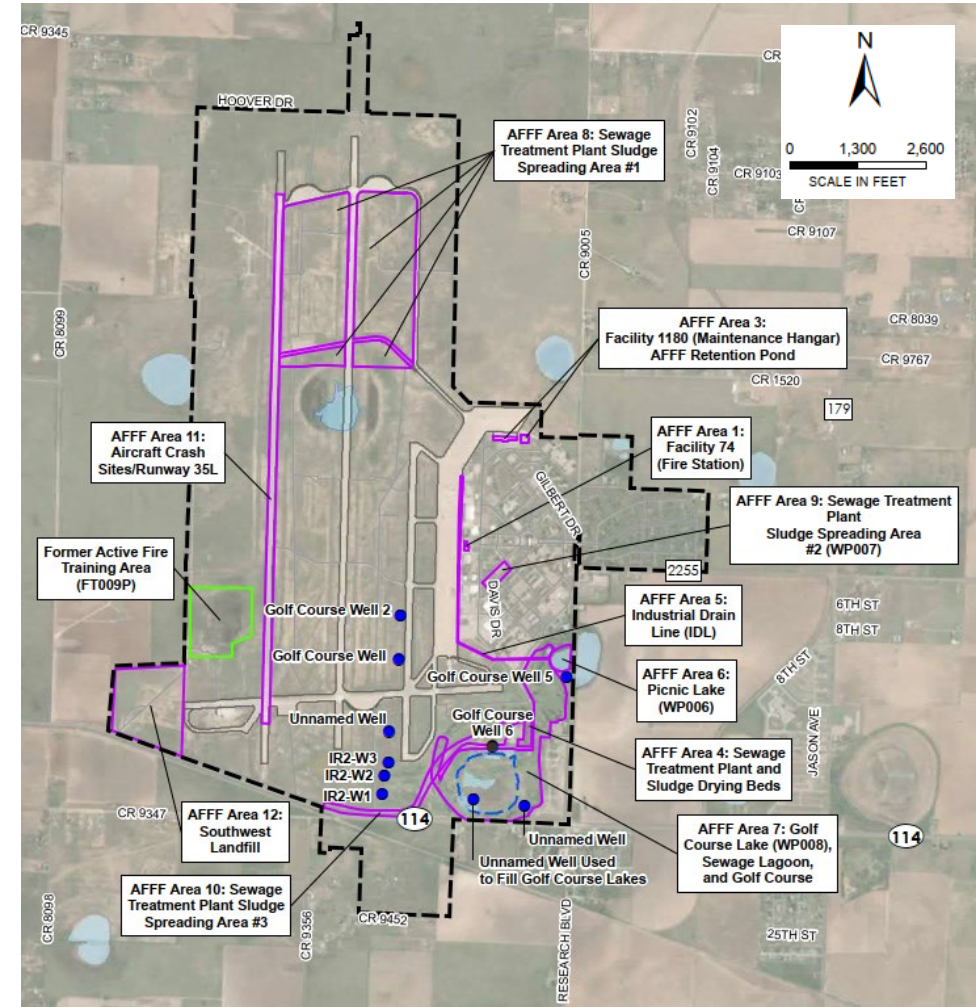 CR 9345
HOOVER DR
CR
N
0 1,300 2,600
SCALE IN FEET
CR 9102
CR 9104
CR 9103
CR 9107
AFFF Area 8: Sewage
Treatment Plant Sludge
Spreading Area #1
CR 9005
CR 8099
CR 8039
CR 9767
CR 1520
179
AFFF Area 3:
Facility 1180 (Maintenance Hangar)
AFFF Retention Pond
AFFF Area 11:
Aircraft Crash
Sites/Runway 35L
AFFF Area 1:
Facility 74
(Fire Station)
GILBERT DR
AFFF Area 9: Sewage Treatment
Plant
Sludge Spreading Area
#2 (WP007)
Former Active Fire
Training Area
(FT009P)
2255
DAVIS DR
6TH ST
8TH ST
8TH ST
Golf Course Well 2
AFFF Area 5:
Industrial Drain
Line (IDL)
Golf Course Well
Golf Course Well 5
AFFF Area 6:
Picnic Lake
(WP006)
Unnamed Well
Golf Course
Well 6
IR2-W3
IR2-W2
IR2-W1
AFFF Area 4: Sewage
Treatment Plant and
Sludge Drying Beds
JASON AVE
CR 9347
114
AFFF Area 12:
Southwest
Landfill
Unnamed Well
Unnamed Well Used
to Fill Golf Course Lakes
AFFF Area 7: Golf
Course Lake (WP008),
Sewage Lagoon,
and Golf Course
114
AFFF Area 10: Sewage
Treatment Plant Sludge
Spreading Area #3
CR 8098
CR 9356
CR 9452
RESEARCH BLVD
25TH ST